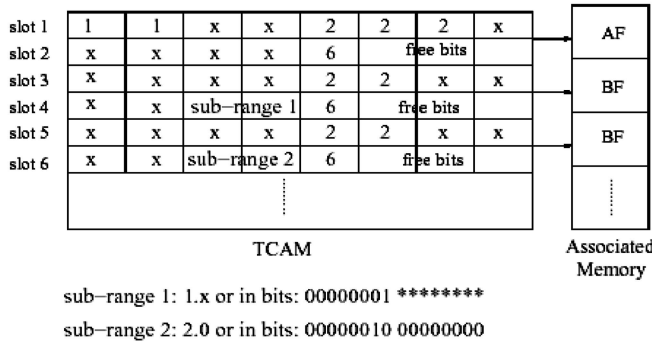 slot 1 1 1 x x 2 2 2 x AF
slot 2 x x x x 6 free bits
slot 3 x x x x 2 2 x x BF
slot 4 x x sub-range 1 6 free bits
slot 5 x x x x 2 2 x x BF
slot 6 x x sub-range 2 6 free bits
TCAM
Associated
Memory
sub-range 1: 1.x or in bits: 00000001 ********
sub-range 2: 2.0 or in bits: 00000010 00000000